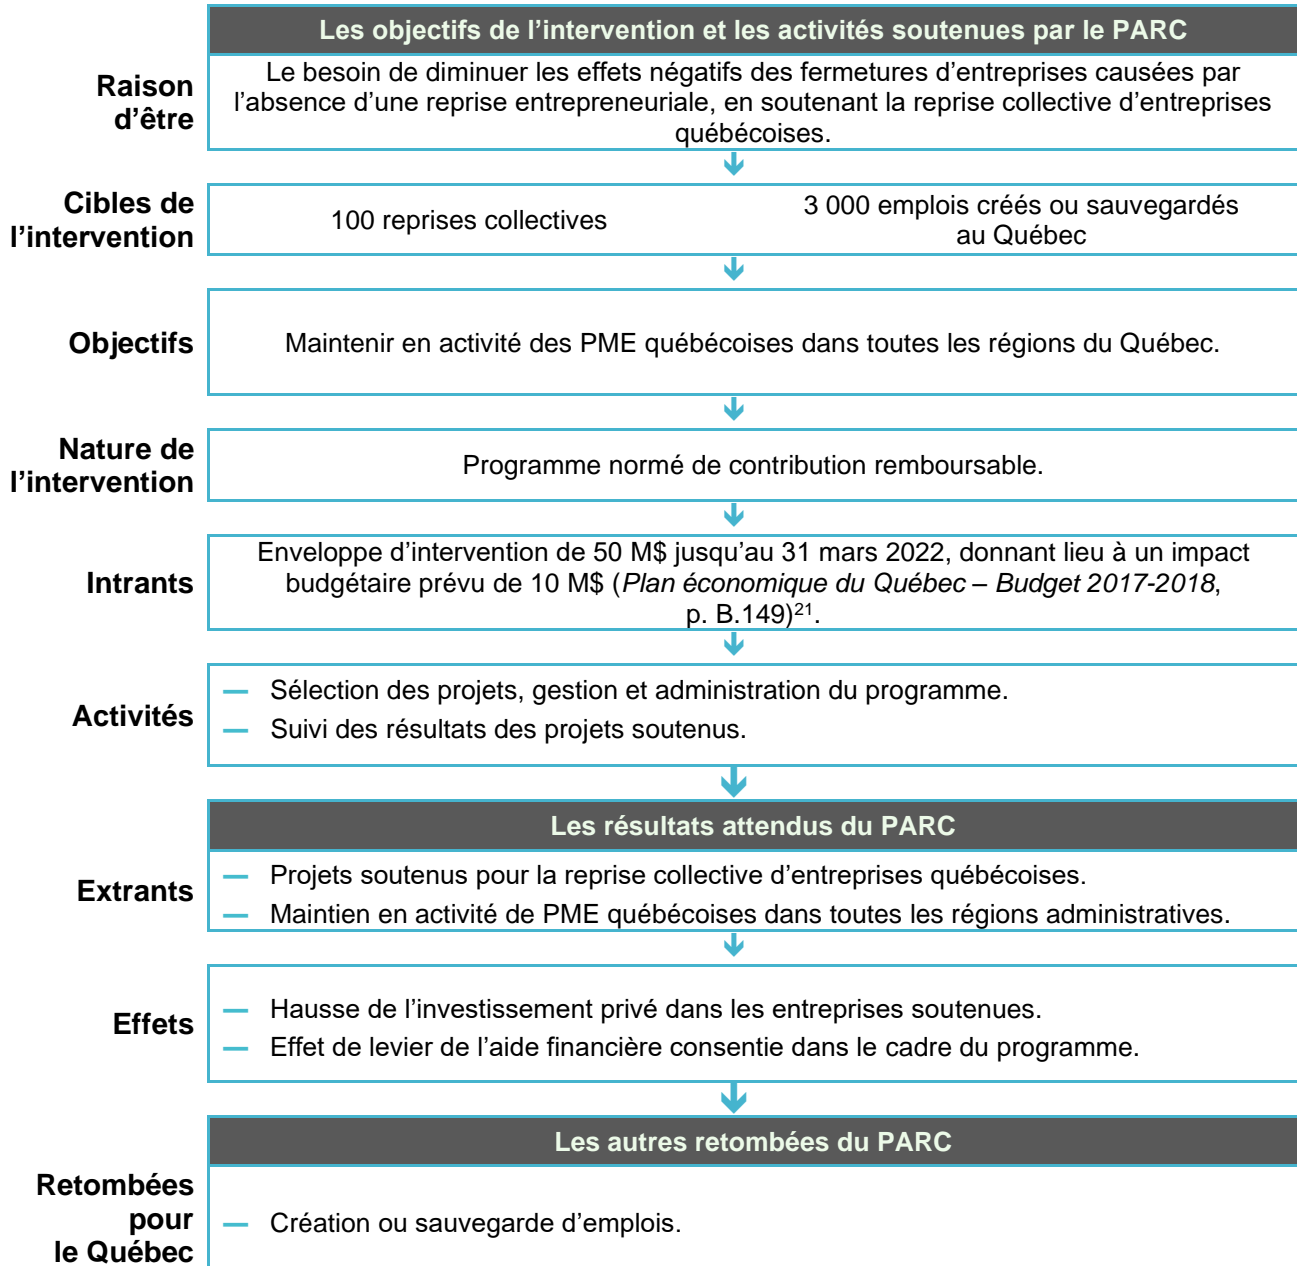 Les objectifs de l’intervention et les activités soutenues par le PARC
Raison
d’être
Le besoin de diminuer les effets négatifs des fermetures d’entreprises causées par
l’absence d’une reprise entrepreneuriale, en soutenant la reprise collective d’entreprises
québécoises.
Cibles de
l’intervention
100 reprises collectives
3 000 emplois créés ou sauvegardés
au Québec
Objectifs
Maintenir en activité des PME québécoises dans toutes les régions du Québec.
Nature de
l’intervention
Programme normé de contribution remboursable.
Intrants
Enveloppe d’intervention de 50 M$ jusqu’au 31 mars 2022, donnant lieu à un impact
budgétaire prévu de 10 M$ (Plan économique du Québec – Budget 2017-2018,
p. B.149)²¹.
Activités
— Sélection des projets, gestion et administration du programme.
— Suivi des résultats des projets soutenus.
Les résultats attendus du PARC
Extrants
— Projets soutenus pour la reprise collective d’entreprises québécoises.
— Maintien en activité de PME québécoises dans toutes les régions administratives.
Effets
— Hausse de l’investissement privé dans les entreprises soutenues.
— Effet de levier de l’aide financière consentie dans le cadre du programme.
Les autres retombées du PARC
Retombées
pour
le Québec
— Création ou sauvegarde d’emplois.